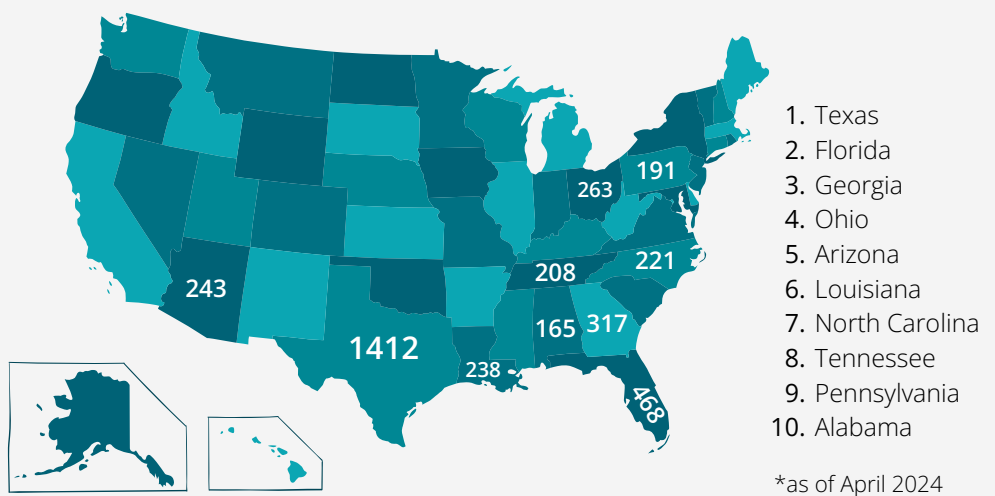 191
263
208
221
243
165
317
1412
238
468
1. Texas
2. Florida
3. Georgia
4. Ohio
5. Arizona
6. Louisiana
7. North Carolina
8. Tennessee
9. Pennsylvania
10. Alabama
*as of April 2024